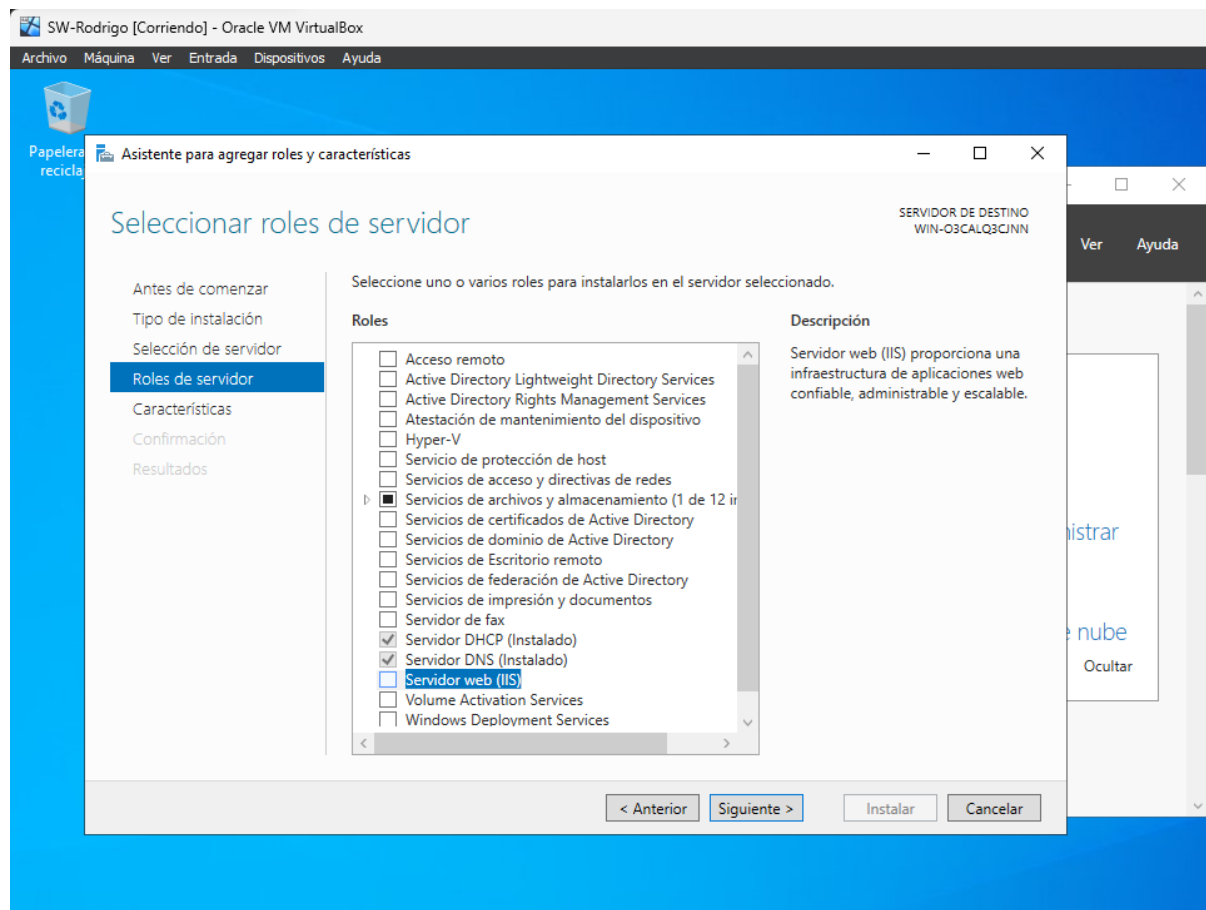 SW-Rodrigo [Corriendo] - Oracle VM VirtualBox
Archivo Máquina Ver Entrada Dispositivos Ayuda
Papelera
recicla
Asistente para agregar roles y características
Seleccionar roles de servidor
SERVIDOR DE DESTINO
WIN-O3CALQ3CJNN
Ver Ayuda
Antes de comenzar
Tipo de instalación
Selección de servidor
Roles de servidor
Características
Confirmación
Resultados
Seleccione uno o varios roles para instalarlos en el servidor seleccionado.
Roles
Acceso remoto
Active Directory Lightweight Directory Services
Active Directory Rights Management Services
Atestación de mantenimiento del dispositivo
Hyper-V
Servicio de protección de host
Servicios de acceso y directivas de redes
Servicios de archivos y almacenamiento (1 de 12 in
Servicios de certificados de Active Directory
Servicios de dominio de Active Directory
Servicios de Escritorio remoto
Servicios de federación de Active Directory
Servicios de impresión y documentos
Servidor de fax
Servidor DHCP (Instalado)
Servidor DNS (Instalado)
Servidor web (IIS)
Volume Activation Services
Windows Deployment Services
Descripción
Servidor web (IIS) proporciona una
infraestructura de aplicaciones web
confiable, administrable y escalable.
nistrar
e nube
Ocultar
< Anterior
Siguiente >
Instalar
Cancelar